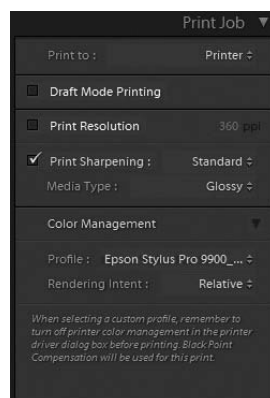 Print Job ▼
Print to : Printer
Draft Mode Printing
Print Resolution 360 ppi
Print Sharpening : Standard
Media Type : Glossy
Color Management ▼
Profile : Epson Stylus Pro 9900_...
Rendering Intent : Relative
When selecting a custom profile, remember to
turn off printer color management in the printer
driver dialog box before printing. Black Point
Compensation will be used for this print.